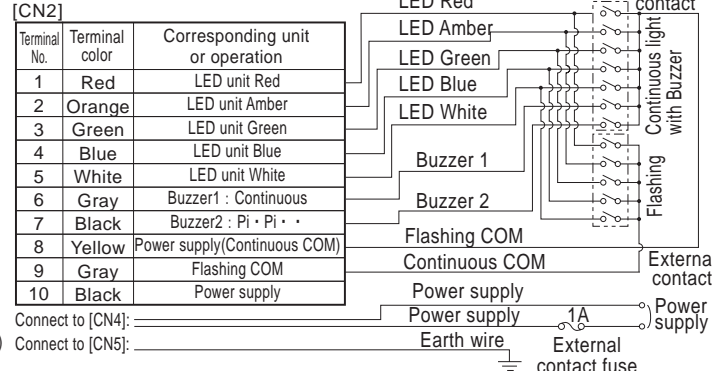 [CN2]
Terminal No. Terminal color Corresponding unit or operation
1 Red LED unit Red
2 Orange LED unit Amber
3 Green LED unit Green
4 Blue LED unit Blue
5 White LED unit White
6 Gray Buzzer1 : Continuous
7 Black Buzzer2 : Pi・Pi・・
8 Yellow Power supply(Continuous COM)
9 Gray Flashing COM
10 Black Power supply
Connect to [CN4]:
) Connect to [CN5]:
LED Red
LED Amber
LED Green
LED Blue
LED White
Buzzer 1
Buzzer 2
Flashing COM
Continuous COM
Power supply
Power supply
Earth wire
1A
External
contact fuse
contact
Continuous light
with Buzzer
Flashing
Externa
contact
Power
supply